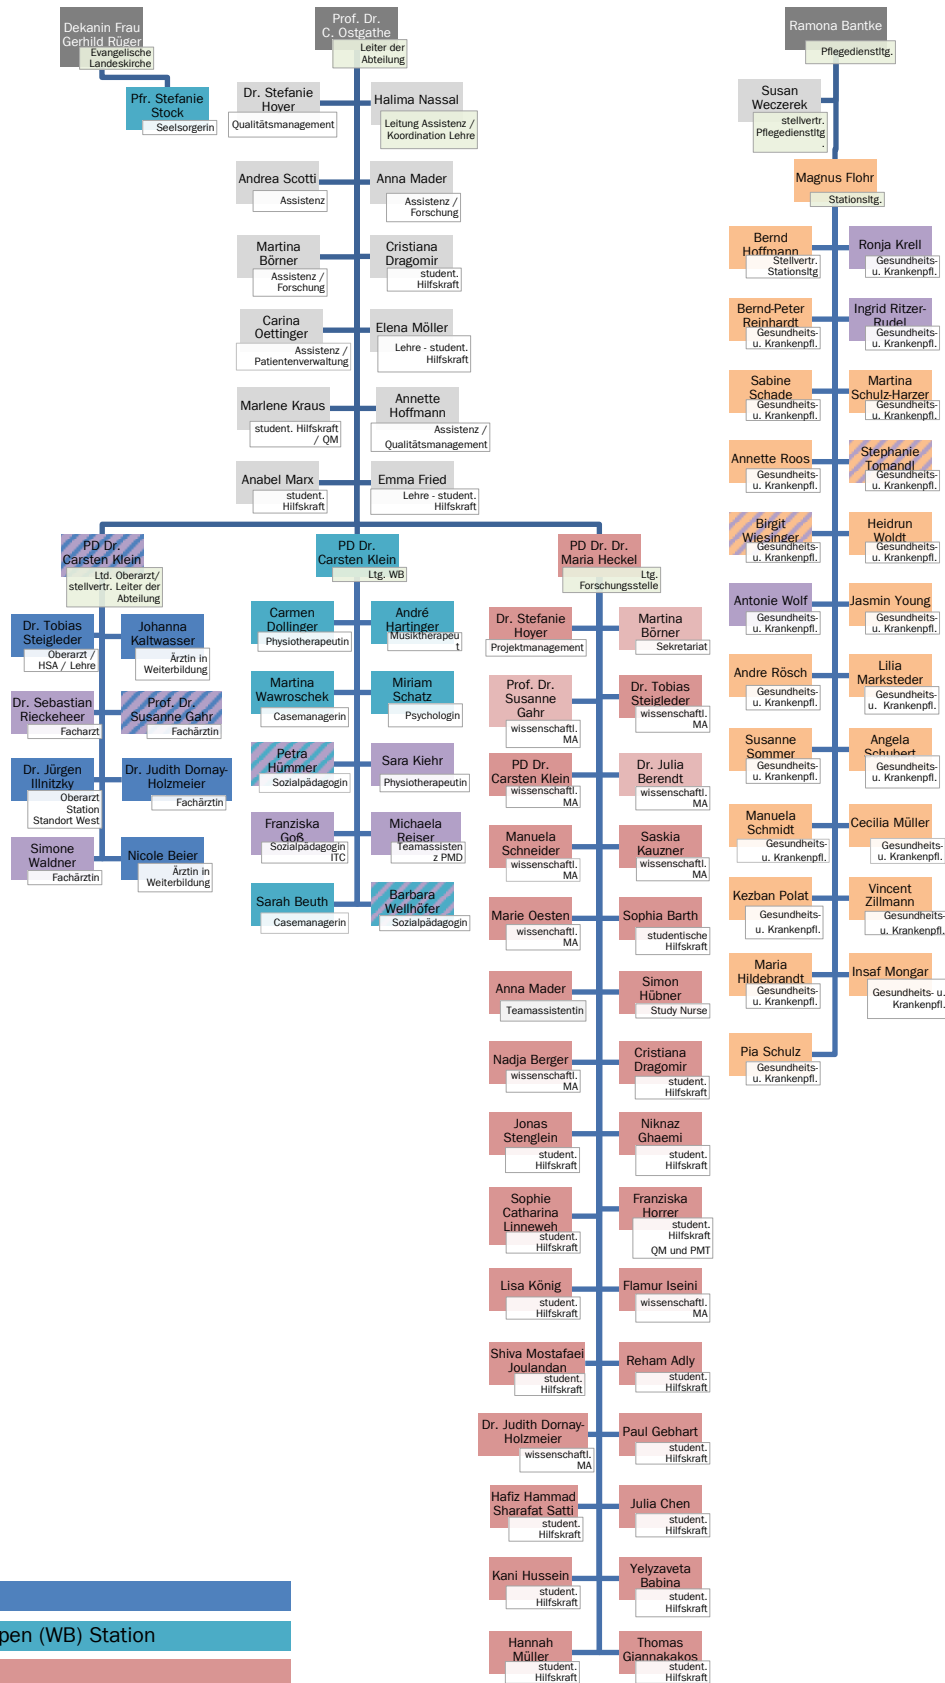 Dekanin Frau
Gerhild Rüger
Evangelische
Landeskirche
Pfr. Stefanie
Stock
Seelsorgerin
Prof. Dr.
C. Ostgathe
Leiter der
Abteilung
Dr. Stefanie
Hoyer
Qualitätsmanagement
Halima Nassal
Leitung Assistenz /
Koordination Lehre
Andrea Scotti
Assistenz
Anna Mader
Assistenz /
Forschung
Martina
Börner
Assistenz /
Forschung
Cristiana
Dragomir
student.
Hilfskraft
Carina
Oettinger
Assistenz /
Patientenverwaltung
Elena Möller
Lehre - student.
Hilfskraft
Marlene Kraus
student. Hilfskraft
/ QM
Annette
Hoffmann
Assistenz /
Qualitätsmanagement
Anabel Marx
student.
Hilfskraft
Emma Fried
Lehre - student.
Hilfskraft
PD Dr.
Carsten Klein
Ltd. Oberarzt/
stellvertr. Leiter der
Abteilung
Dr. Tobias
Steigleder
Oberarzt /
HSA / Lehre
Johanna
Kaltwasser
Ärztin in
Weiterbildung
Dr. Sebastian
Rieckeheer
Facharzt
Prof. Dr.
Susanne Gahr
Fachärztin
Dr. Jürgen
Illnitzky
Oberarzt
Station
Standort West
Dr. Judith Dornay-
Holzmeier
Fachärztin
Simone
Waldner
Fachärztin
Nicole Beier
Ärztin in
Weiterbildung
PD Dr.
Carsten Klein
Ltg. WB
Carmen
Dollinger
Physiotherapeutin
André
Hartinger
Musiktherapeu
t
Martina
Wawroschek
Casemanagerin
Miriam
Schatz
Psychologin
Petra
Hümmer
Sozialpädagogin
Sara Kiehr
Physiotherapeutin
Franziska
Goß
Sozialpädagogin
ITC
Michaela
Reiser
Teamassisten
z PMD
Sarah Beuth
Casemanagerin
Barbara
Wellhöfer
Sozialpädagogin
PD Dr. Dr.
Maria Heckel
Ltg.
Forschungsstelle
Dr. Stefanie
Hoyer
Projektmanagement
Martina
Börner
Sekretariat
Prof. Dr.
Susanne
Gahr
wissenschaftl.
MA
Dr. Tobias
Steigleder
wissenschaftl.
MA
PD Dr.
Carsten Klein
wissenschaftl.
MA
Dr. Julia
Berendt
wissenschaftl.
MA
Manuela
Schneider
wissenschaftl.
MA
Saskia
Kauzner
wissenschaftl.
MA
Marie Oesten
wissenchaftl.
MA
Sophia Barth
studentische
Hilfskraft
Anna Mader
Teamassistentin
Simon
Hübner
Study Nurse
Nadja Berger
wissenschaftl.
MA
Cristiana
Dragomir
student.
Hilfskraft
Jonas
Stenglein
student.
Hilfskraft
Niknaz
Ghaemi
student.
Hilfskraft
Sophie
Catharina
Linneweh
student.
Hilfskraft
Franziska
Horrer
student.
Hilfskraft
QM und PMT
Lisa König
student.
Hilfskraft
Flamur Iseini
wissenschaftl.
MA
Shiva Mostafaei
Joulandan
student.
Hilfskraft
Reham Adly
student.
Hilfskraft
Dr. Judith Dornay-
Holzmeier
wissenschaftl.
MA
Paul Gebhart
student.
Hilfskraft
Hafiz Hammad
Sharafat Satti
student.
Hilfskraft
Julia Chen
student.
Hilfskraft
Kani Hussein
student.
Hilfskraft
Yelyzaveta
Babina
student.
Hilfskraft
Hannah
Müller
student.
Hilfskraft
Thomas
Giannakakos
student.
Hilfskraft
Ramona Bantke
Pflegedienstltg.
Susan
Weczerek
stellvertr.
Pflegedienstltg
.
Magnus Flohr
Stationsltg.
Bernd
Hoffmann
Stellvertr.
Stationsltg
Ronja Krell
Gesundheits-
u. Krankenpfl.
Bernd-Peter
Reinhardt
Gesundheits-
u. Krankenpfl.
Ingrid Ritzer-
Rudel
Gesundheits-
u. Krankenpfl.
Sabine
Schade
Gesundheits-
u. Krankenpfl.
Martina
Schulz-Harzer
Gesundheits-
u. Krankenpfl.
Annette Roos
Gesundheits-
u. Krankenpfl.
Stephanie
Tomandl
Gesundheits-
u. Krankenpfl.
Birgit
Wiesinger
Gesundheits-
u. Krankenpfl.
Heidrun
Woldt
Gesundheits-
u. Krankenpfl.
Antonie Wolf
Gesundheits-
u. Krankenpfl.
Jasmin Young
Gesundheits-
u. Krankenpfl.
Andre Rösch
Gesundheits-
u. Krankenpfl.
Lilia
Marksteder
Gesundheits-
u. Krankenpfl.
Susanne
Sommer
Gesundheits-
u. Krankenpfl.
Angela
Schubert
Gesundheits-
u. Krankenpfl.
Manuela
Schmidt
Gesundheits-
u. Krankenpfl.
Cecilia Müller
Gesundheits-
u. Krankenpfl.
Kezban Polat
Gesundheits-
u. Krankenpfl.
Vincent
Zillmann
Gesundheits-
u. Krankenpfl.
Maria
Hildebrandt
Gesundheits-
u. Krankenpfl.
Insaf Mongar
Gesundheits- u.
Krankenpfl.
Pia Schulz
Gesundheits-
u. Krankenpfl.
pen (WB) Station